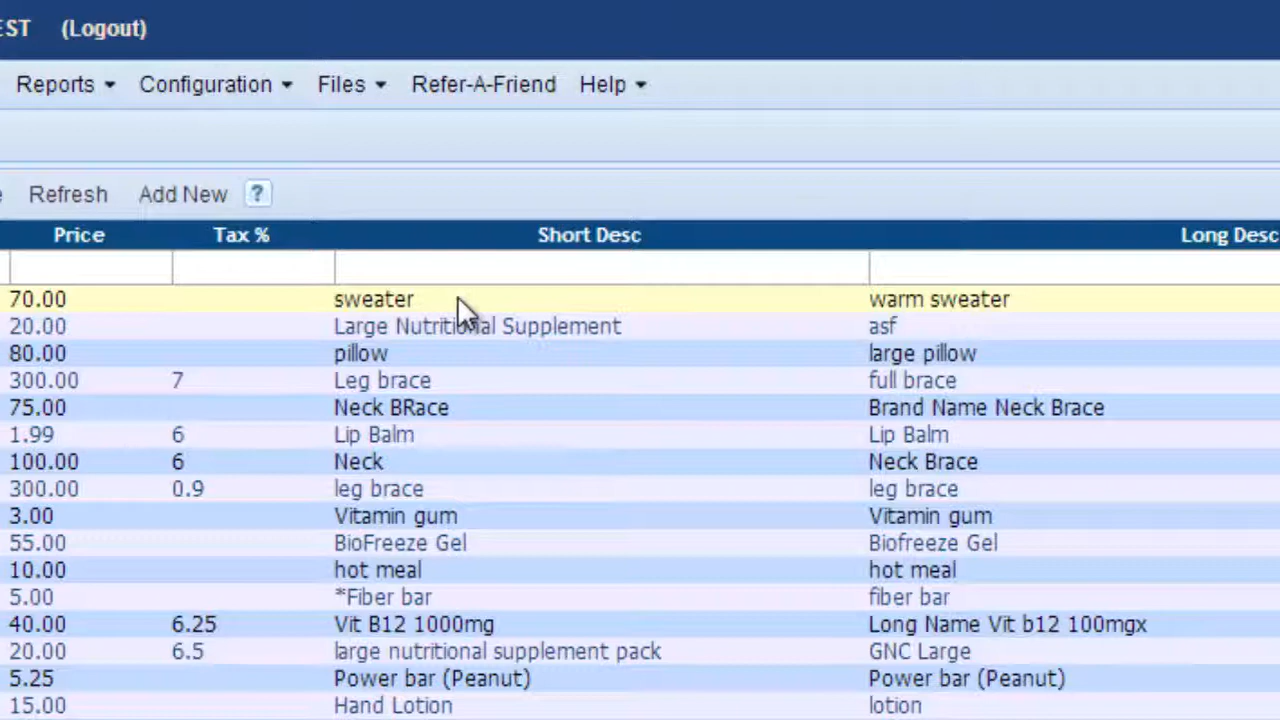 EST (Logout)
Reports Configuration Files Refer-A-Friend Help
Refresh Add New ?
Price Tax % Short Desc Long Desc
70.00 sweater warm sweater
20.00 Large Nutritional Supplement asf
80.00 pillow large pillow
300.00 7 Leg brace full brace
75.00 Neck BRace Brand Name Neck Brace
1.99 6 Lip Balm Lip Balm
100.00 6 Neck Neck Brace
300.00 0.9 leg brace leg brace
3.00 Vitamin gum Vitamin gum
55.00 BioFreeze Gel Biofreeze Gel
10.00 hot meal hot meal
5.00 *Fiber bar fiber bar
40.00 6.25 Vit B12 1000mg Long Name Vit b12 100mgx
20.00 6.5 large nutritional supplement pack GNC Large
5.25 Power bar (Peanut) Power bar (Peanut)
15.00 Hand Lotion lotion